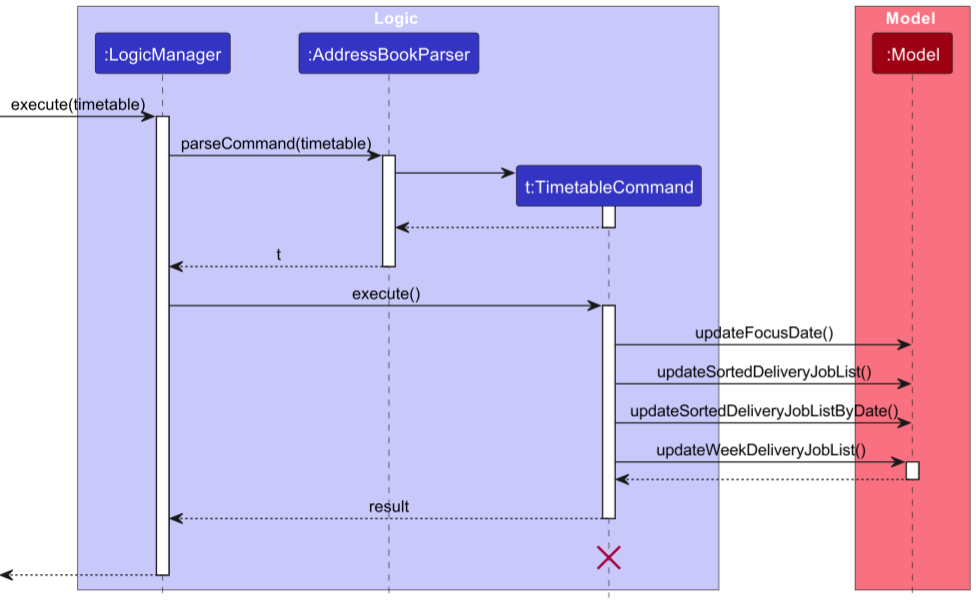 Logic
Model
:LogicManager
:AddressBookParser
:Model
execute(timetable)
parseCommand(timetable)
t:TimetableCommand
t
execute()
updateFocusDate()
updateSortedDeliveryJobList()
updateSortedDeliveryJobListByDate()
updateWeekDeliveryJobList()
result